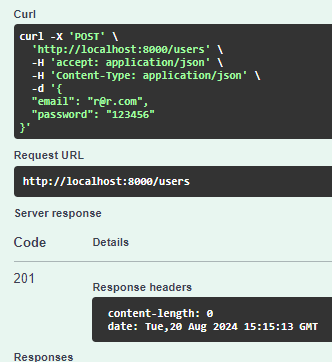 Curl
curl -X 'POST' \
'http://localhost:8000/users' \
-H 'accept: application/json' \
-H 'Content-Type: application/json' \
-d '{
"email": "r@r.com",
"password": "123456"
}'
Request URL
http://localhost:8000/users
Server response
Code Details
201
Response headers
content-length: 0
date: Tue,20 Aug 2024 15:15:13 GMT
Responses